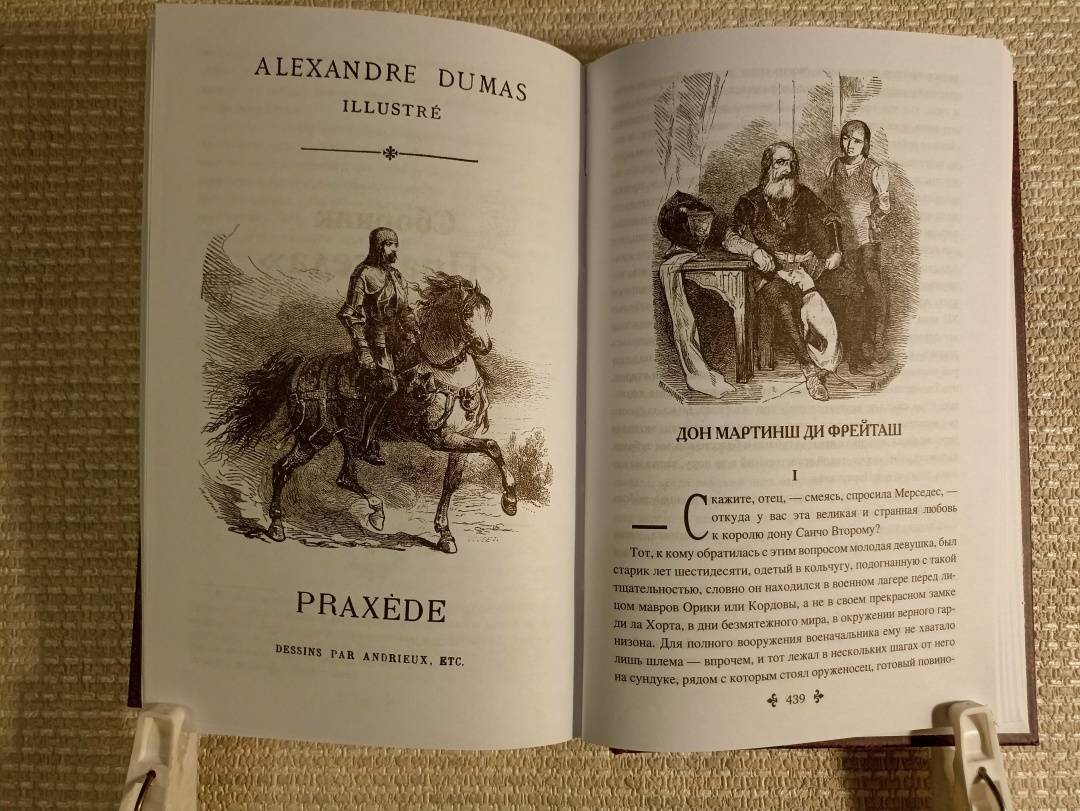 ALEXANDRE DUMAS
ILLUSTRÉ
PRAXÈDE
DESSINS PAR ANDRIEUX, ETC.
ДОН МАРТИНШ ДИ ФРЕЙТАШ
I
— Скажите, отец, — смеясь, спросила Мерседес, —
откуда у вас эта великая и странная любовь
к королю дону Санчо Второму?
Тот, к кому обратилась с этим вопросом молодая девушка, был
старик лет шестидесяти, одетый в кольчугу, подогнанную с такой
тщательностью, словно он находился в военном лагере перед ли-
цом мавров Орики или Кордовы, а не в своем прекрасном замке
ди ла Хорта, в дни безмятежного мира, в окружении верного гар-
низона. Для полного вооружения военачальника ему не хватало
лишь шлема — впрочем, и тот лежал в нескольких шагах от него
на сундуке, рядом с которым стоял оруженосец, готовый повино-
439